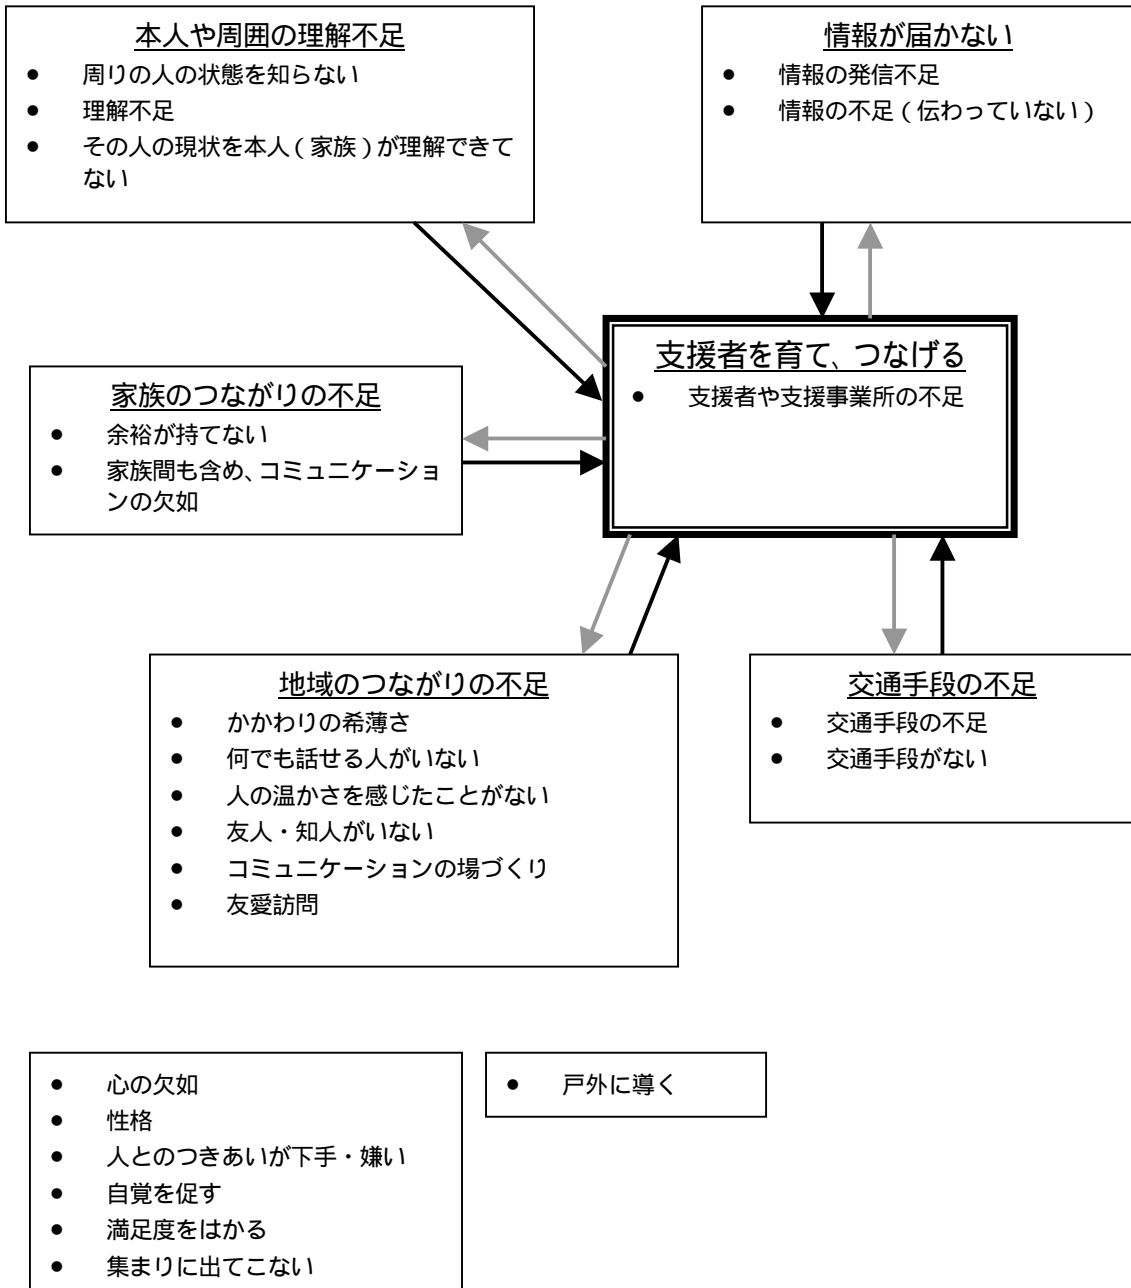 本人や周囲の理解不足
● 周りの人の状態を知らない
● 理解不足
● その人の現状を本人(家族)が理解できて
ない
情報が届かない
● 情報の発信不足
● 情報の不足(伝わっていない)
支援者を育て、つなげる
● 支援者や支援事業所の不足
家族のつながりの不足
● 余裕が持てない
● 家族間も含め、コミュニケーショ
ンの欠如
地域のつながりの不足
● かかわりの希薄さ
● 何でも話せる人がいない
● 人の温かさを感じたことがない
● 友人・知人がいない
● コミュニケーションの場づくり
● 友愛訪問
交通手段の不足
● 交通手段の不足
● 交通手段がない
● 心の欠如
● 性格
● 人とのつきあいが下手・嫌い
● 自覚を促す
● 満足度をはかる
● 集まりに出てこない
● 戸外に導く